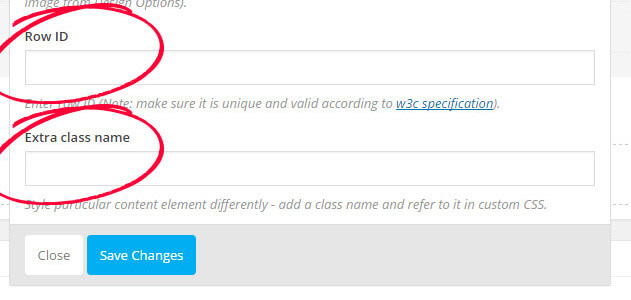 image from Design Options).
Row ID
Enter row ID (Note: make sure it is unique and valid according to w3c specification).
Extra class name
Style particular content element differently - add a class name and refer to it in custom CSS.
Close Save Changes